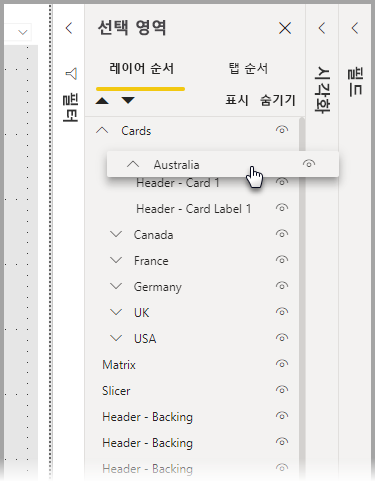 선택 영역
레이어 순서 탭 순서
표시 숨기기
Cards
Australia
Header - Card 1
Header - Card Label 1
Canada
France
Germany
UK
USA
Matrix
Slicer
Header - Backing
Header - Backing
Header - Backing
필터
시각화
필드